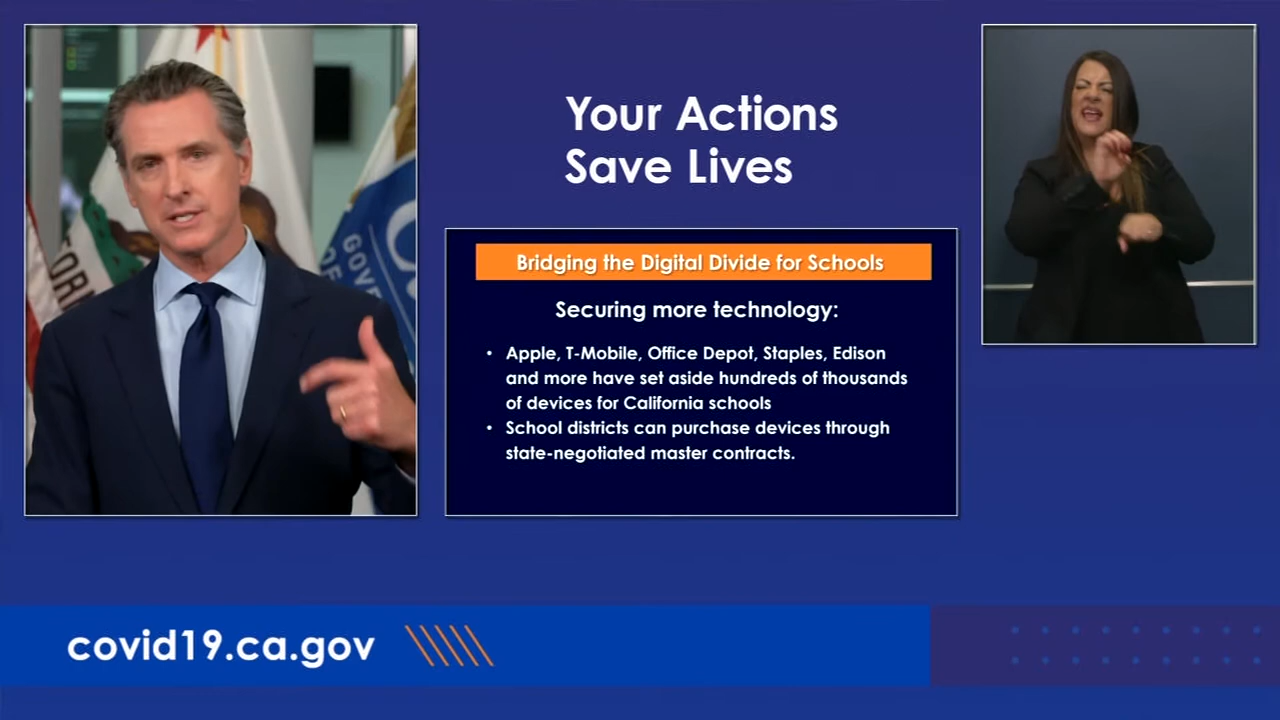 Your Actions
Save Lives
Bridging the Digital Divide for Schools
Securing more technology:
• Apple, T-Mobile, Office Depot, Staples, Edison
and more have set aside hundreds of thousands
of devices for California schools
• School districts can purchase devices through
state-negotiated master contracts.
covid19.ca.gov